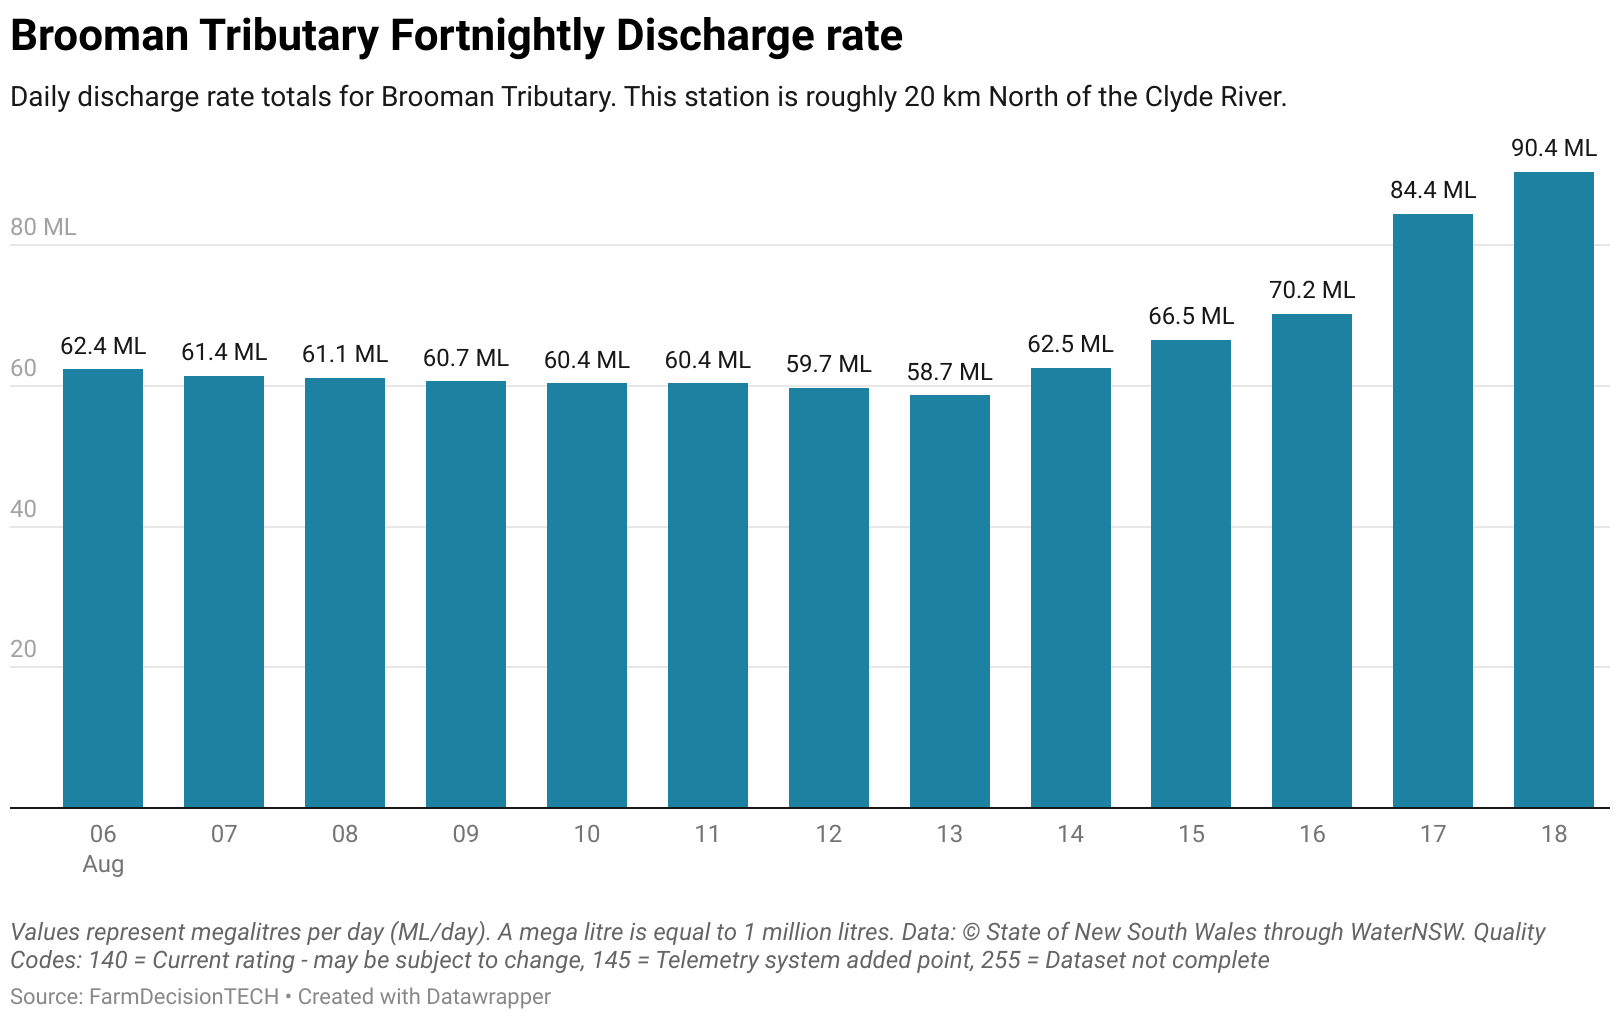 Brooman Tributary Fortnightly Discharge rate
Daily discharge rate totals for Brooman Tributary. This station is roughly 20 km North of the Clyde River.
90.4 ML
84.4 ML
80 ML
70.2 ML
66.5 ML
62.4 ML
61.4 ML
61.1 ML
60.7 ML
60.4 ML
60.4 ML
59.7 ML
58.7 ML
62.5 ML
60
40
20
06 07 08 09 10 11 12 13 14 15 16 17 18
Aug
Values represent megalitres per day (ML/day). A mega litre is equal to 1 million litres. Data: © State of New South Wales through WaterNSW. Quality
Codes: 140 = Current rating - may be subject to change, 145 = Telemetry system added point, 255 = Dataset not complete
Source: FarmDecisionTECH • Created with Datawrapper